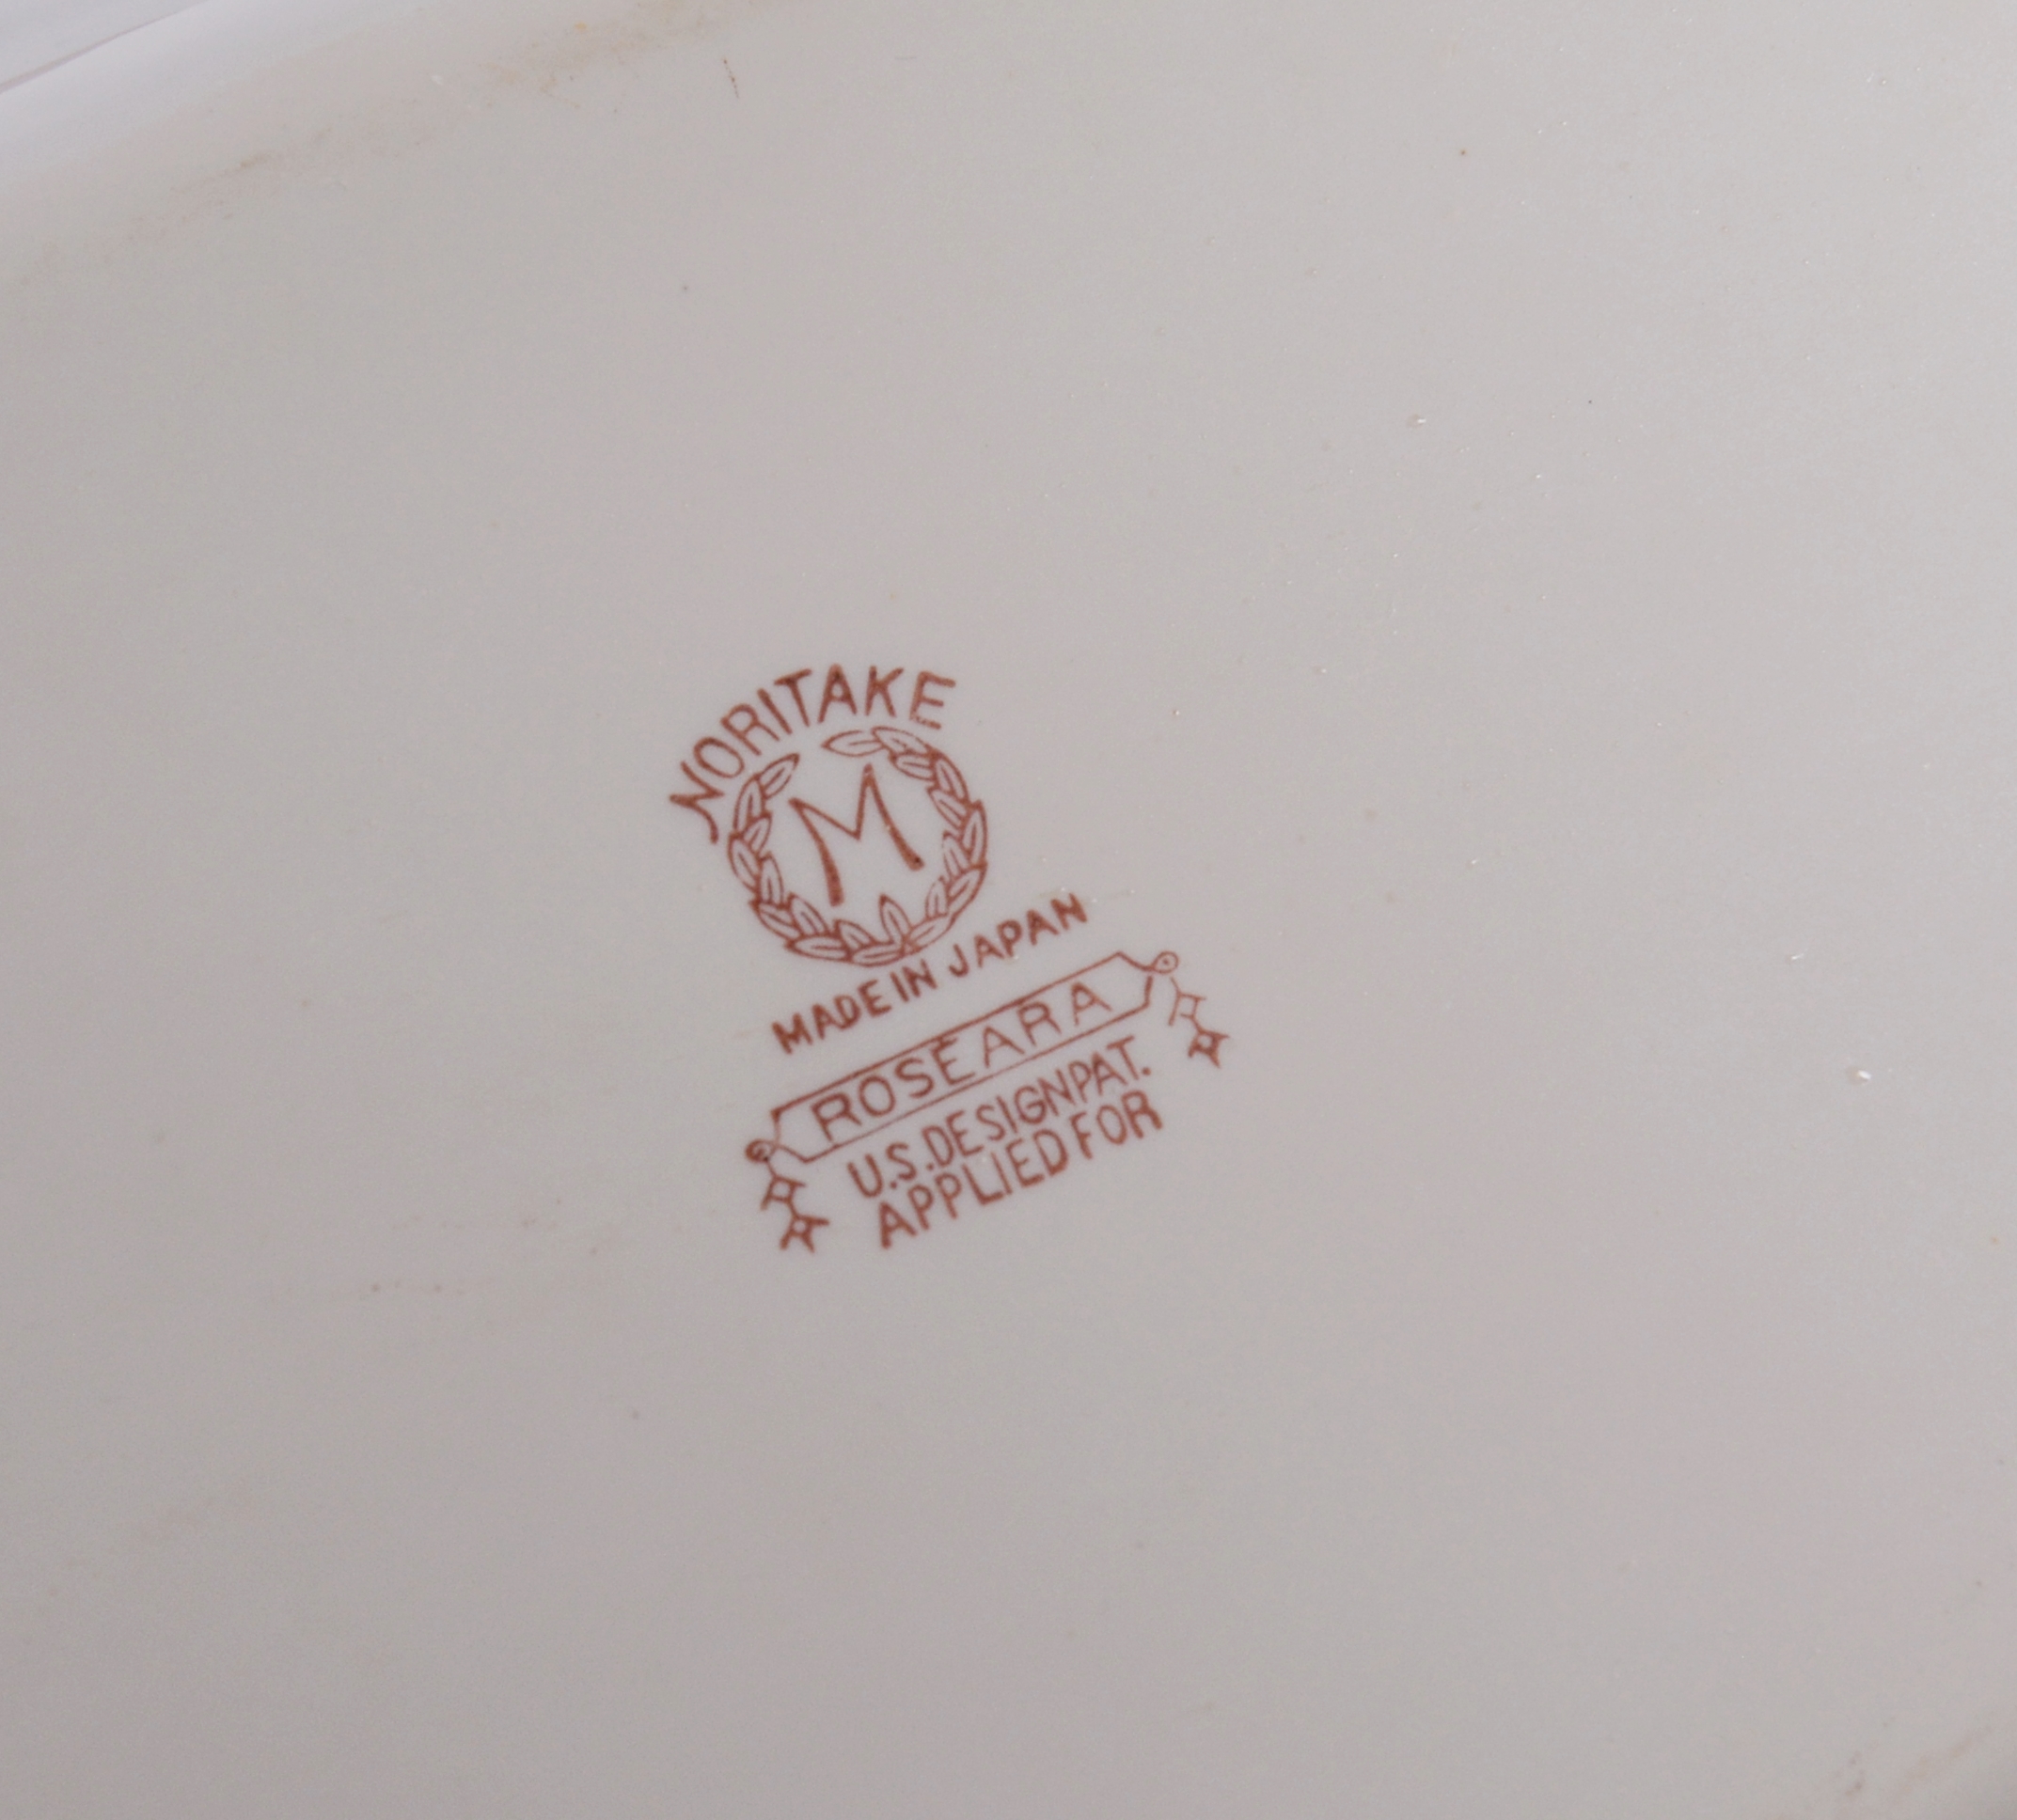 NORITAKE
M
MADE IN JAPAN
ROSEARA
U.S. DESIGN PAT.
APPLIED FOR